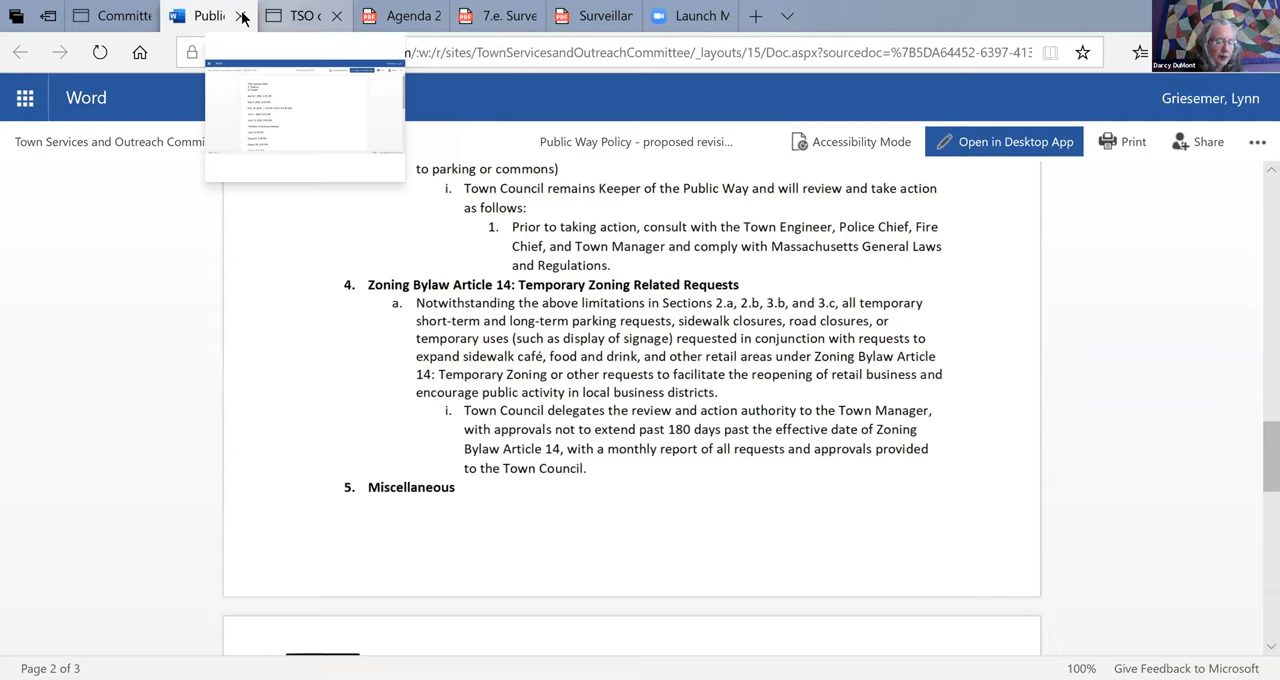 Committe
Publi
TSO c
Agenda 2
7.e. Surve
Surveillar
Launch M
m/:w:/r/sites/TownServicesandOutreachCommittee/_layouts/15/Doc.aspx?sourcedoc=%7B5DA64452-6397-413
Darcy DuMont
Word
Griesemer, Lynn
Town Services and Outreach Commi
Public Way Policy - proposed revisi...
Accessibility Mode
Open in Desktop App
Print
Share
to parking or commons)
i. Town Council remains Keeper of the Public Way and will review and take action
as follows:
1. Prior to taking action, consult with the Town Engineer, Police Chief, Fire
Chief, and Town Manager and comply with Massachusetts General Laws
and Regulations.
4. Zoning Bylaw Article 14: Temporary Zoning Related Requests
a. Notwithstanding the above limitations in Sections 2.a, 2.b, 3.b, and 3.c, all temporary
short-term and long-term parking requests, sidewalk closures, road closures, or
temporary uses (such as display of signage) requested in conjunction with requests to
expand sidewalk café, food and drink, and other retail areas under Zoning Bylaw Article
14: Temporary Zoning or other requests to facilitate the reopening of retail business and
encourage public activity in local business districts.
i. Town Council delegates the review and action authority to the Town Manager,
with approvals not to extend past 180 days past the effective date of Zoning
Bylaw Article 14, with a monthly report of all requests and approvals provided
to the Town Council.
5. Miscellaneous
Page 2 of 3
100%
Give Feedback to Microsoft